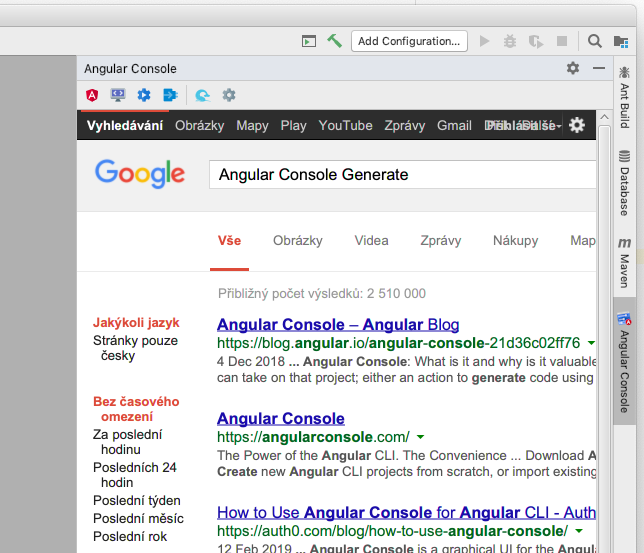 Add Configuration...
Angular Console
Vyhledávání Obrázky Mapy Play YouTube Zprávy Gmail
Google
Angular Console Generate
Vše Obrázky Videa Zprávy Nákupy Map
Přibližný počet výsledků: 2 510 000
Jakýkoli jazyk
Stránky pouze
česky
Bez časového
omezení
Za poslední
hodinu
Posledních 24
hodin
Poslední týden
Poslední měsíc
Poslední rok
Angular Console – Angular Blog
https://blog.angular.io/angular-console-21d36c02ff76
4 Dec 2018 ... Angular Console: What is it and why is it valuable
can take on that project; either an action to generate code using
Angular Console
https://angularconsole.com/
The Power of the Angular CLI. The Convenience ... Download A
Create new Angular CLI projects from scratch, or import existing
How to Use Angular Console for Angular CLI - Auth
https://auth0.com/blog/how-to-use-angular-console/
12 Feb 2019 ... Angular Console is a graphical UI for the Angula
Ant Build
Database
m
Maven
Angular Console